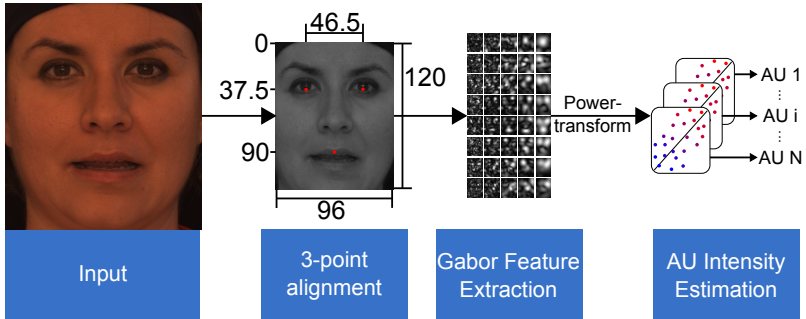 46.5
0
37.5
90
120
96
Power-
transform
AU 1
⋮
AU i
⋮
AU N
Input
3-point
alignment
Gabor Feature
Extraction
AU Intensity
Estimation